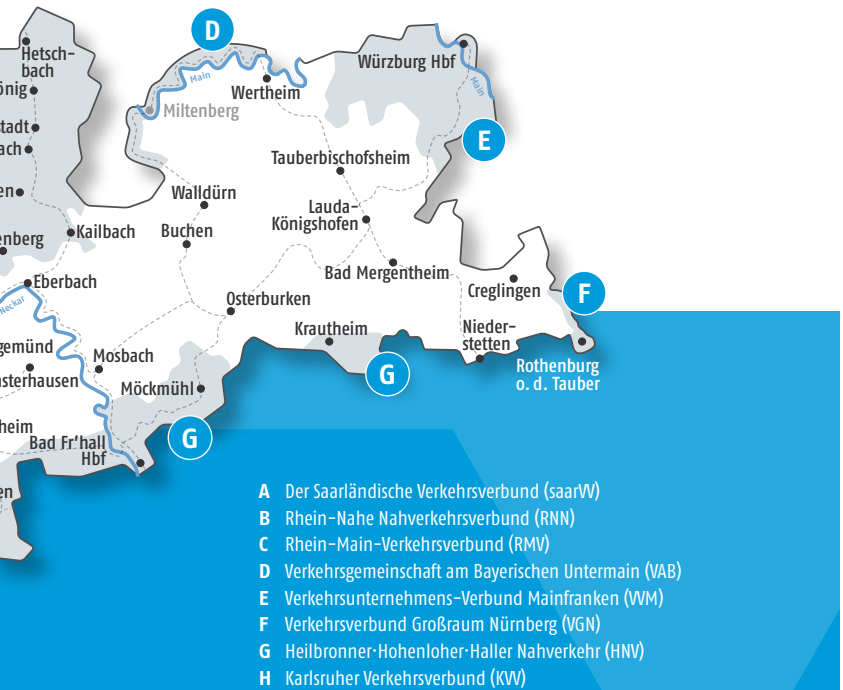 D
Hetsch-
bach
Würzburg Hbf
Main
Main
önig
Wertheim
Miltenberg
stadt
E
ach
Tauberbischofsheim
en
Walldürn
Lauda-
Königshofen
enberg
Kailbach
Buchen
Bad Mergentheim
Eberbach
Creglingen
F
Neckar
Osterburken
Krautheim
Nieder-
stetten
gemünd
Mosbach
Rothenburg
o. d. Tauber
G
sterhausen
Möckmühl
heim
G
Bad Fr'hall
Hbf
en
A Der Saarländische Verkehrsverbund (saarVV)
B Rhein-Nahe Nahverkehrsverbund (RNN)
C Rhein-Main-Verkehrsverbund (RMV)
D Verkehrsgemeinschaft am Bayerischen Untermain (VAB)
E Verkehrsunternehmens-Verbund Mainfranken (VVM)
F Verkehrsverbund Großraum Nürnberg (VGN)
G Heilbronner·Hohenloher·Haller Nahverkehr (HNV)
H Karlsruher Verkehrsverbund (KVV)